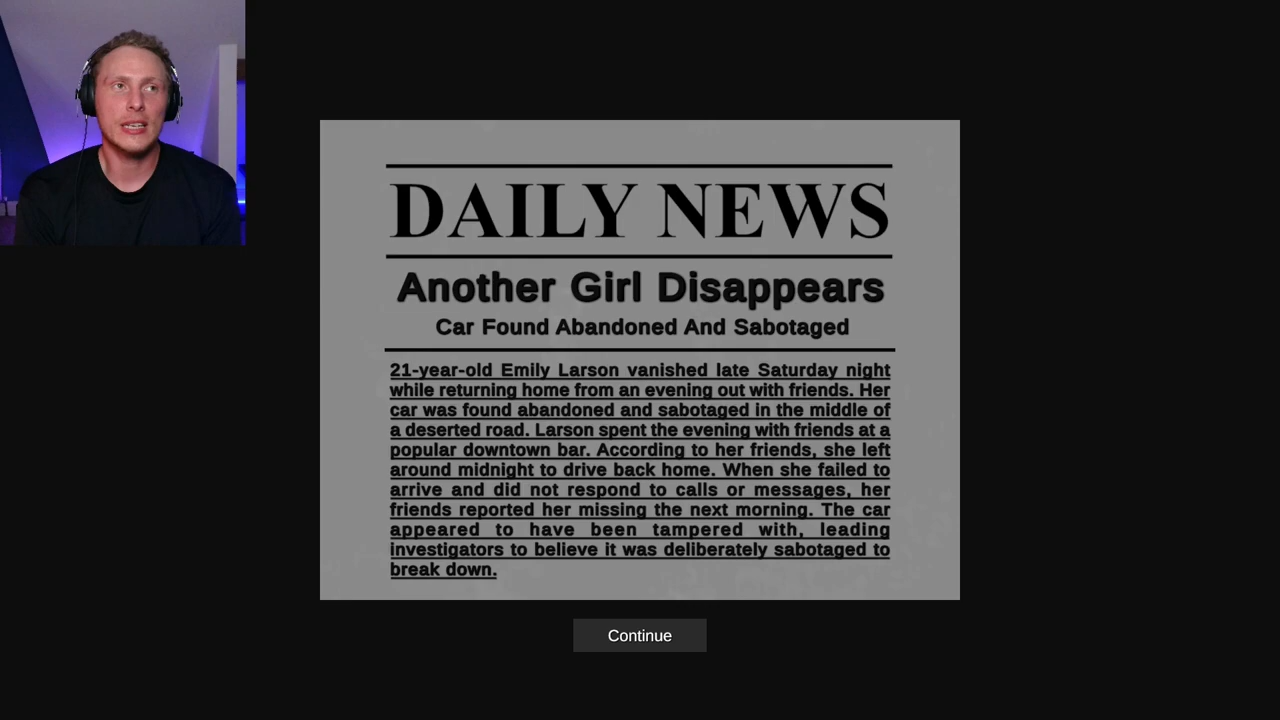 DAILY NEWS
Another Girl Disappears
Car Found Abandoned And Sabotaged
21-year-old Emily Larson vanished late Saturday night
while returning home from an evening out with friends. Her
car was found abandoned and sabotaged in the middle of
a deserted road. Larson spent the evening with friends at a
popular downtown bar. According to her friends, she left
around midnight to drive back home. When she failed to
arrive and did not respond to calls or messages, her
friends reported her missing the next morning. The car
appeared to have been tampered with, leading
investigators to believe it was deliberately sabotaged to
break down.
Continue